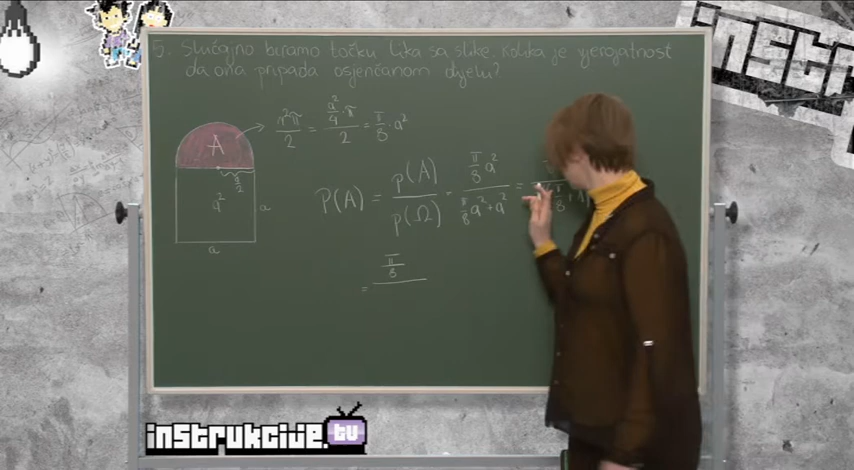 5. Slučajno biramo točku lika sa slike. Kolika je vjerojatnost
da ona pripada osjenčanom dijelu?
A
a/2
a²
a
a
r²π/2 = a²/4·π/2 = π/8·a²
P(A) = p(A)/p(Ω) = π/8 a²/π/8 a²+a² =
= π/8
instrukcije.tv